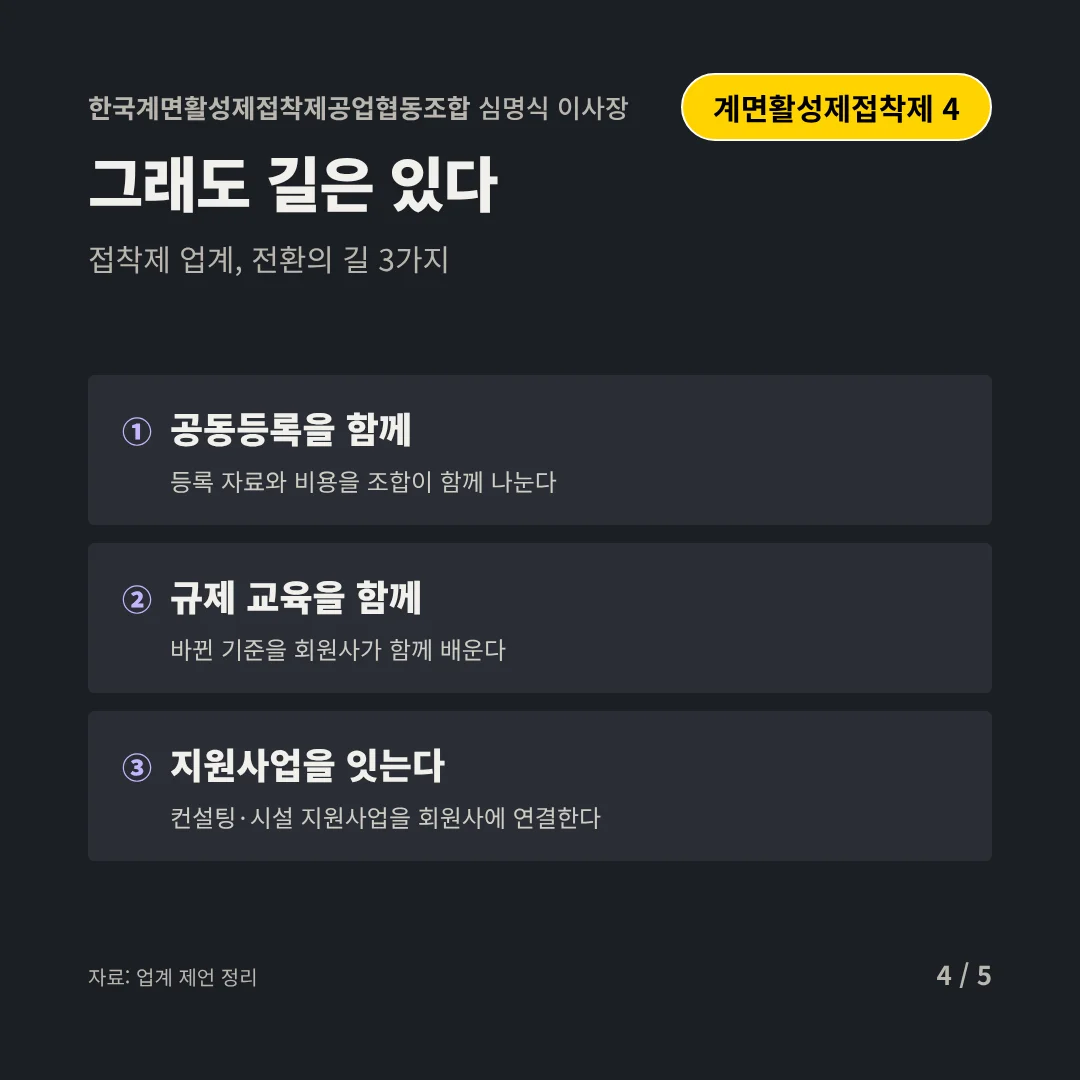 한국계면활성제접착제공업협동조합 심명식 이사장
계면활성제접착제 4
그래도 길은 있다
접착제 업계, 전환의 길 3가지
① 공동등록을 함께
등록 자료와 비용을 조합이 함께 나눈다
② 규제 교육을 함께
바뀐 기준을 회원사가 함께 배운다
③ 지원사업을 잇는다
컨설팅·시설 지원사업을 회원사에 연결한다
자료: 업계 제언 정리
4 / 5